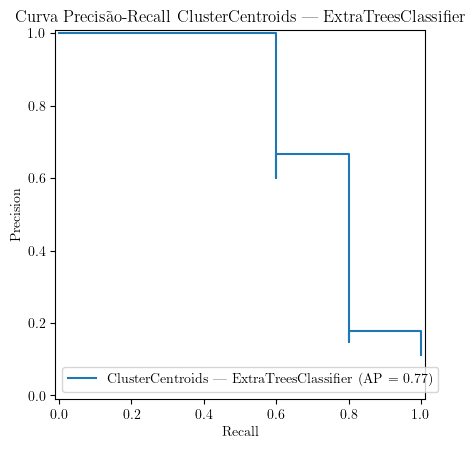 Curva Precisão-Recall ClusterCentroids — ExtraTreesClassifier
1.0
0.8
0.6
0.4
0.2
0.0
Precision
ClusterCentroids — ExtraTreesClassifier (AP = 0.77)
0.0 0.2 0.4 0.6 0.8 1.0
Recall